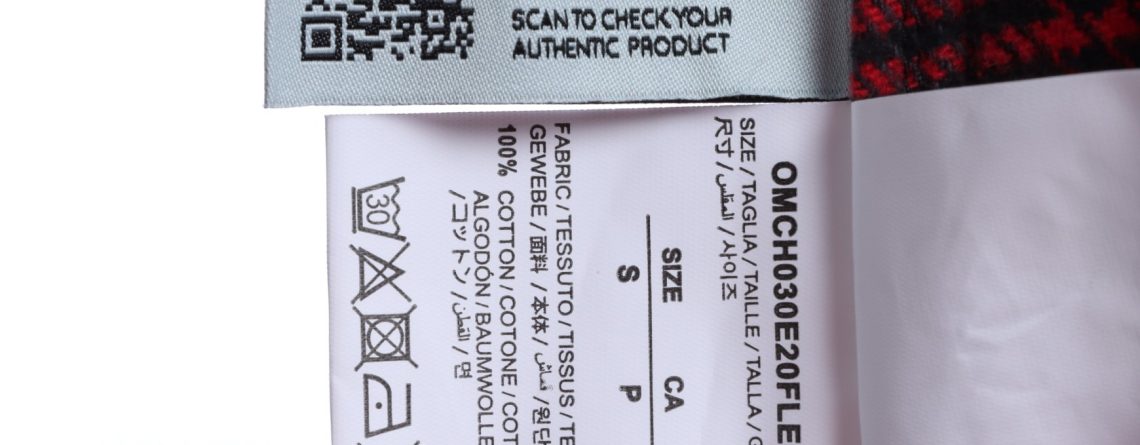 SCAN TO CHECK YOUR
AUTHENTIC PRODUCT
OMCH030E20FLE
SIZE / TAGLIA / TAILLE / TALLA /
尺寸 / المقاس / 사이즈
SIZE CA
S P
FABRIC / TESSUTO / TISSUS / TE
GEWEBE / 面料 / 本体 / قماش / 원단
100% COTTON / COTONE / COT
ALGODÓN / BAUMWOLLE
/ コットン / القطن / 면
30